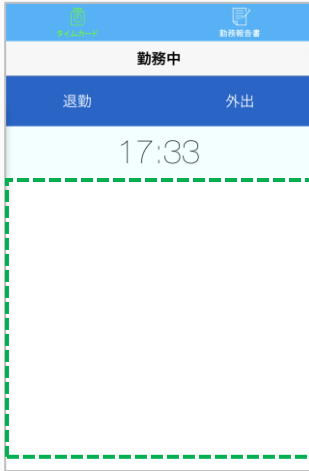 タイムカード
勤務報告書
勤務中
退勤
外出
17:33